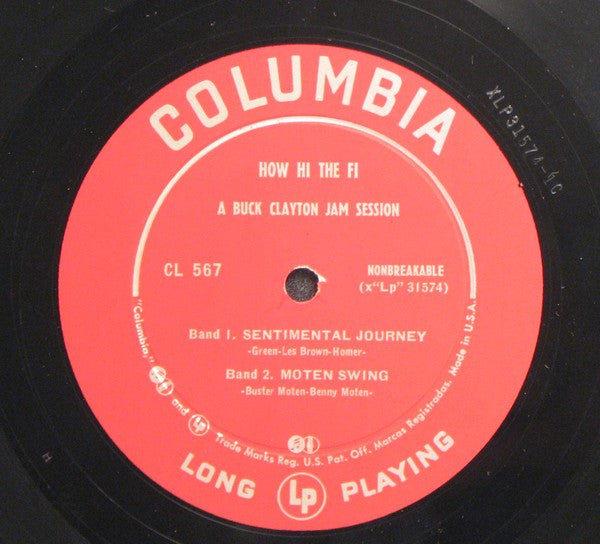 COLUMBIA
HOW HI THE FI
A BUCK CLAYTON JAM SESSION
CL 567
NONBREAKABLE
(x"Lp" 31574)
Band 1. SENTIMENTAL JOURNEY
-Green-Les Brown-Homer-
Band 2. MOTEN SWING
-Buster Moten-Benny Moten-
"Columbia," and Lp Trade Marks Reg. U.S. Pat. Off. Marcas Registradas. Made in U.S.A.
LONG Lp PLAYING
XLP31574-4C
H